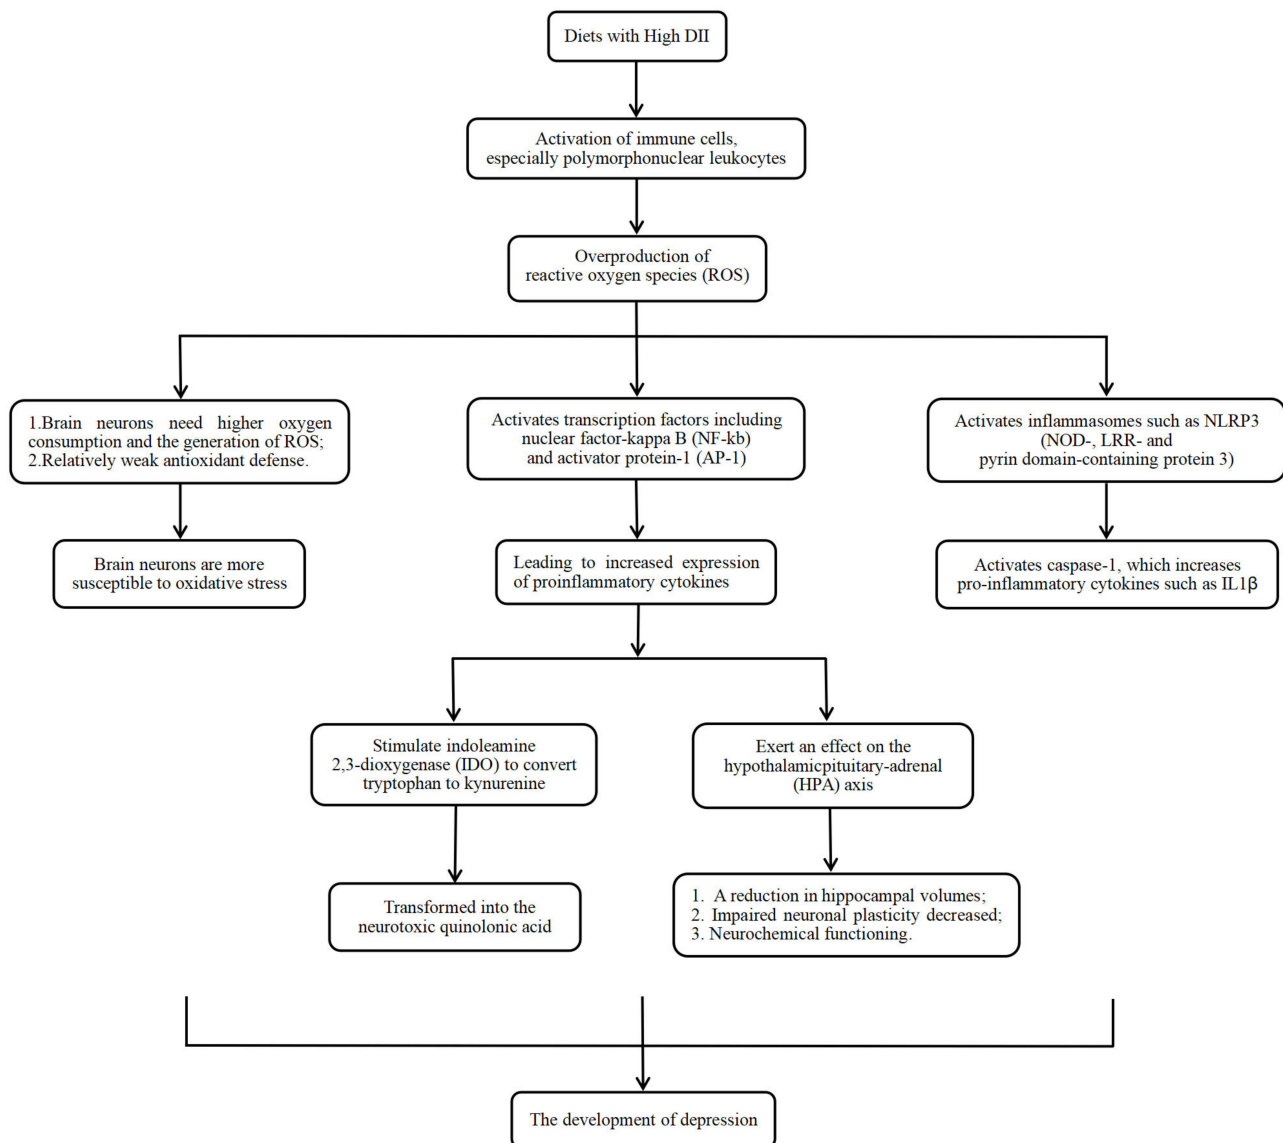 Diets with High DII
Activation of immune cells,
especially polymorphonuclear leukocytes
Overproduction of
reactive oxygen species (ROS)
1.Brain neurons need higher oxygen
consumption and the generation of ROS;
2.Relatively weak antioxidant defense.
Activates transcription factors including
nuclear factor-kappa B (NF-kb)
and activator protein-1 (AP-1)
Activates inflammasomes such as NLRP3
(NOD-, LRR- and
pyrin domain-containing protein 3)
Brain neurons are more
susceptible to oxidative stress
Leading to increased expression
of proinflammatory cytokines
Activates caspase-1, which increases
pro-inflammatory cytokines such as IL1β
Stimulate indoleamine
2,3-dioxygenase (IDO) to convert
tryptophan to kynurenine
Exert an effect on the
hypothalamicpituitary-adrenal
(HPA) axis
Transformed into the
neurotoxic quinolonic acid
1. A reduction in hippocampal volumes;
2. Impaired neuronal plasticity decreased;
3. Neurochemical functioning.
The development of depression